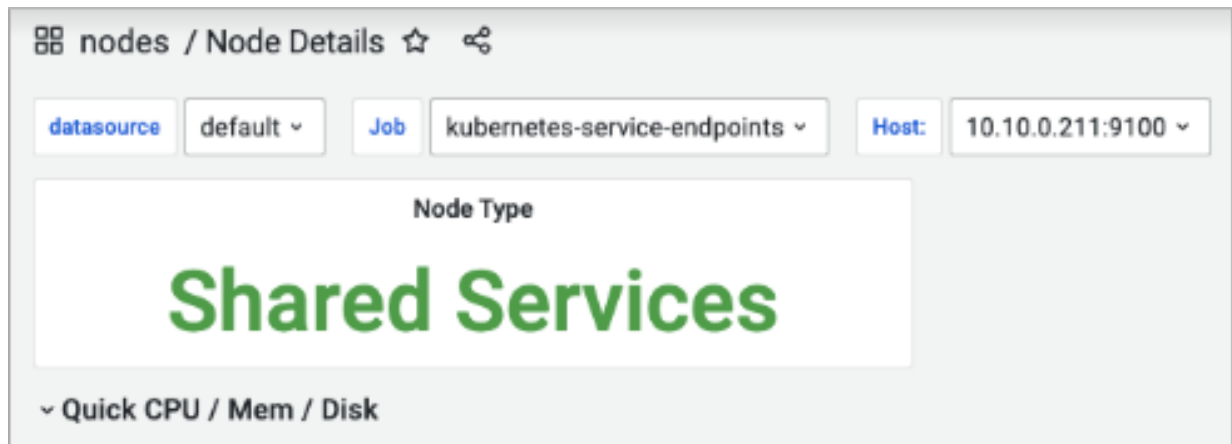 nodes / Node Details
datasource default Job kubernetes-service-endpoints Host: 10.10.0.211:9100
Node Type
Shared Services
Quick CPU / Mem / Disk